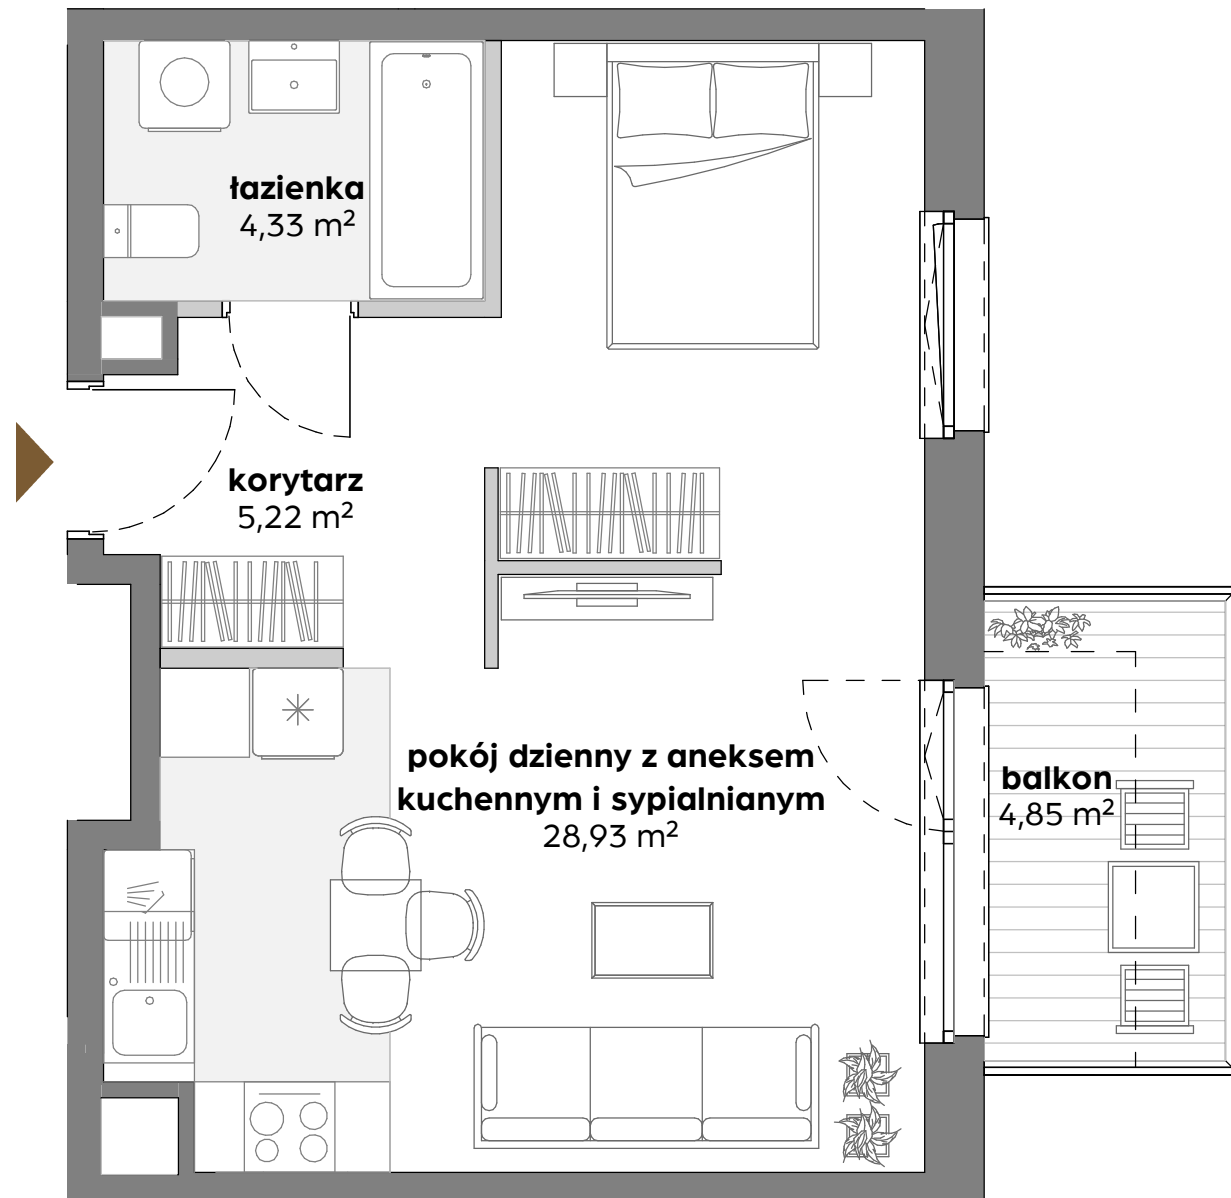 łazienka
4,33 m²
korytarz
5,22 m²
pokój dzienny z aneksem
kuchennym i sypialnianym
28,93 m²
balkon
4,85 m²